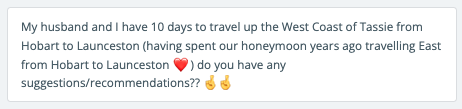 My husband and I have 10 days to travel up the West Coast of Tassie from
Hobart to Launceston (having spent our honeymoon years ago travelling East
from Hobart to Launceston ❤️ ) do you have any
suggestions/recommendations?? 🤞🤞